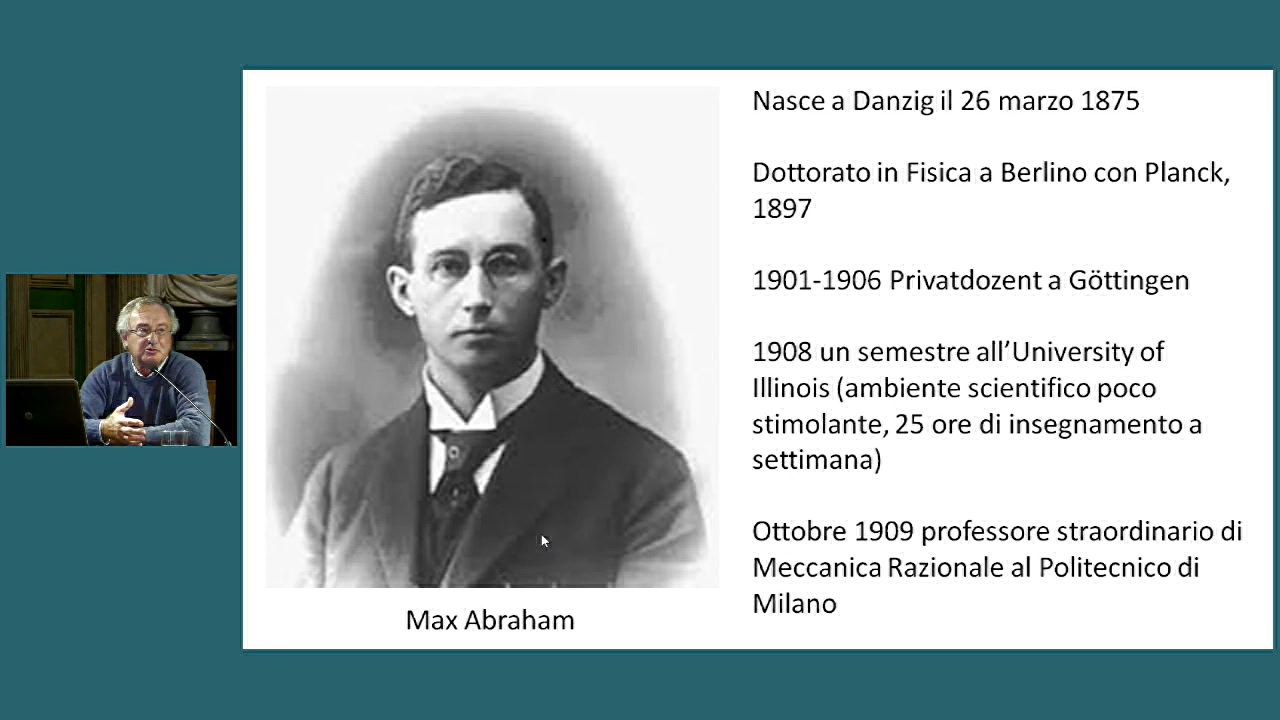 Nasce a Danzig il 26 marzo 1875
Dottorato in Fisica a Berlino con Planck,
1897
1901-1906 Privatdozent a Göttingen
1908 un semestre all’University of
Illinois (ambiente scientifico poco
stimolante, 25 ore di insegnamento a
settimana)
Ottobre 1909 professore straordinario di
Meccanica Razionale al Politecnico di
Milano
Max Abraham